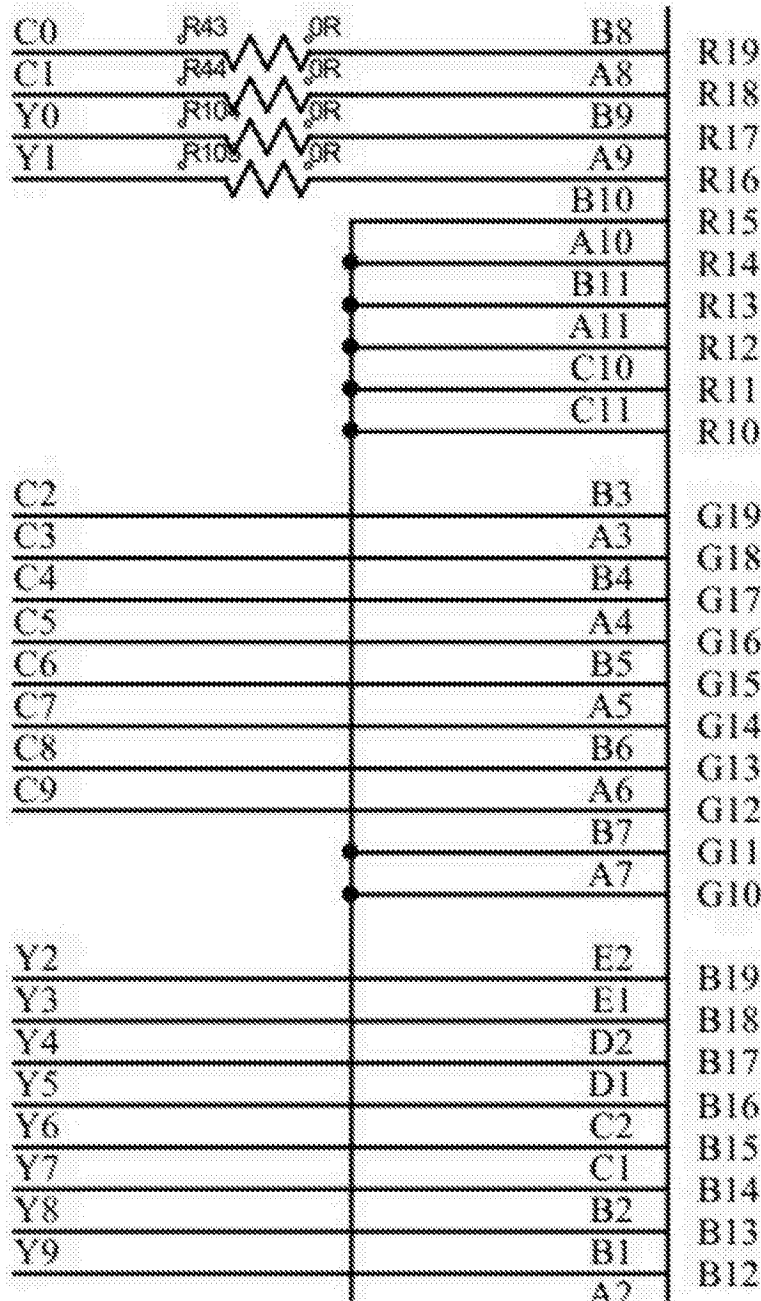 C0 R43 0R B8 R19
C1 R44 0R A8 R18
Y0 R104 0R B9 R17
Y1 R105 0R A9 R16
B10 R15
A10 R14
B11 R13
A11 R12
C10 R11
C11 R10
C2 B3 G19
C3 A3 G18
C4 B4 G17
C5 A4 G16
C6 B5 G15
C7 A5 G14
C8 B6 G13
C9 A6 G12
B7 G11
A7 G10
Y2 E2 B19
Y3 E1 B18
Y4 D2 B17
Y5 D1 B16
Y6 C2 B15
Y7 C1 B14
Y8 B2 B13
Y9 B1 B12
A2